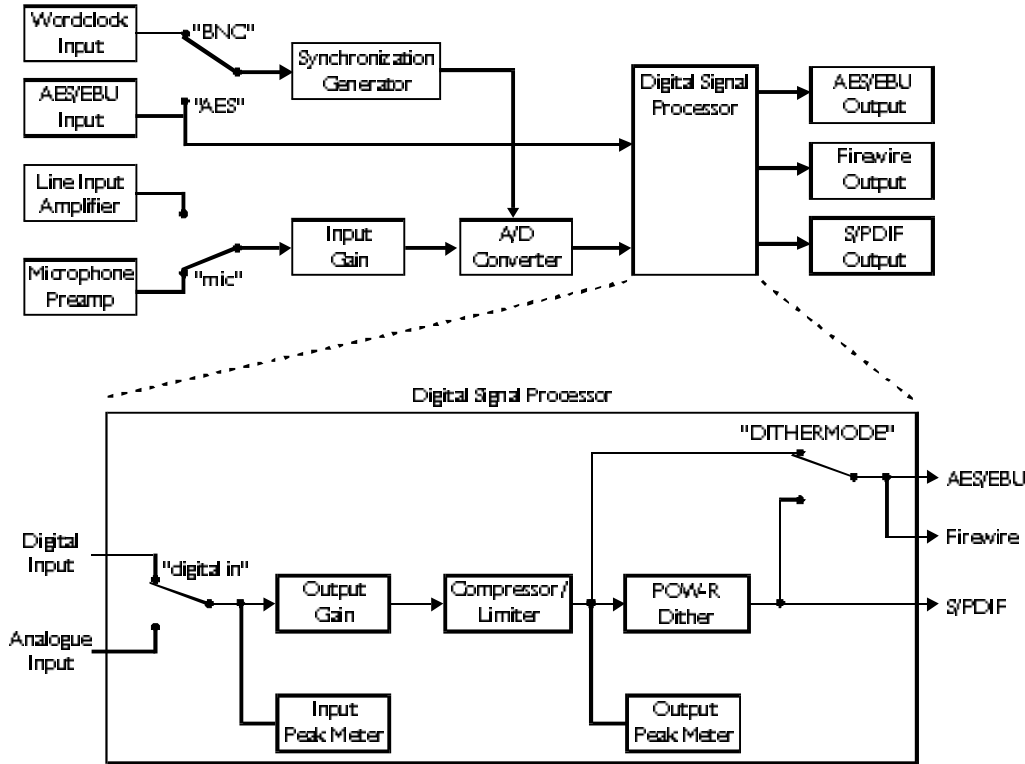 Wordclock
Input
"BNC"
Synchronization
Generator
Digital Signal
Processor
AES/EBU
Output
AES/EBU
Input
"AES"
Firewire
Output
Line Input
Amplifier
Input
Gain
A/D
Converter
S/PDIF
Output
Microphone
Preamp
"mic"
Digital Signal Processor
"DITHERMODE"
AES/EBU
Firewire
Digital
Input
"digital in"
Output
Gain
Compressor/
Limiter
POW-R
Dither
S/PDIF
Analogue
Input
Input
Peak Meter
Output
Peak Meter